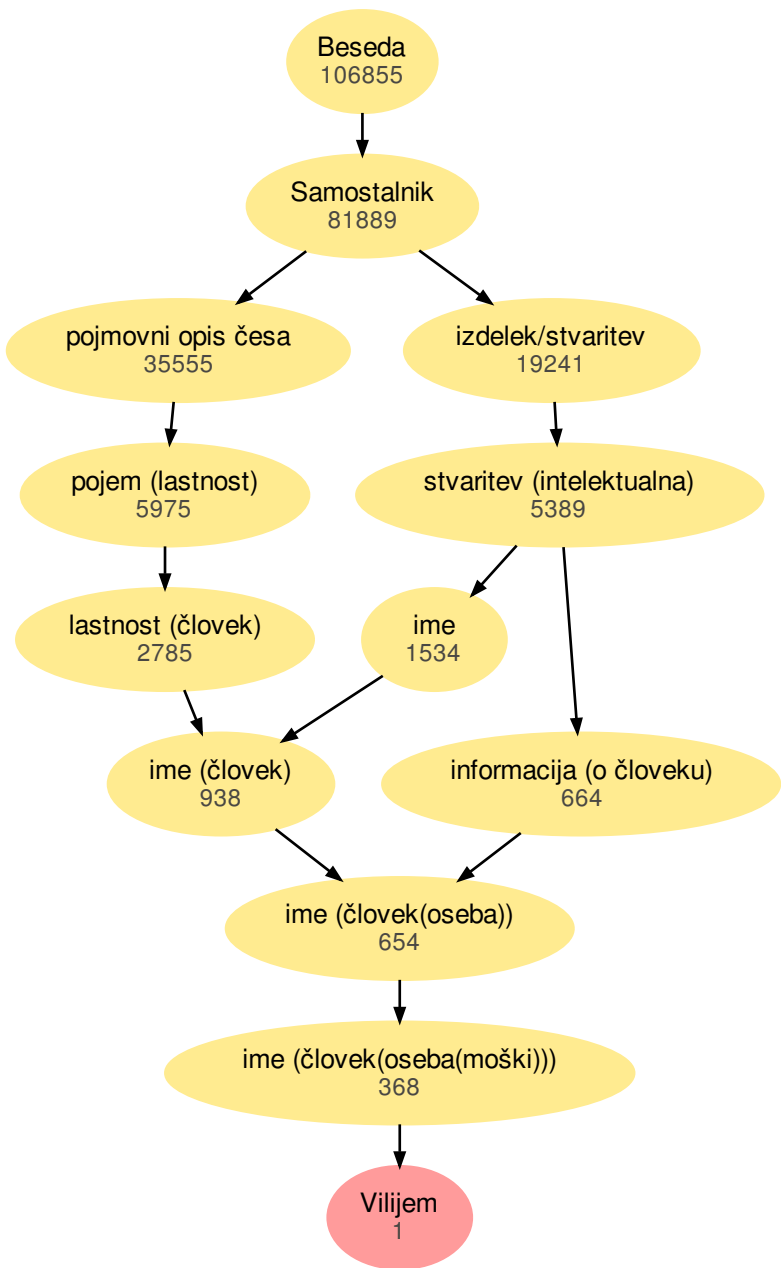 Beseda
106855
Samostalnik
81889
pojmovni opis česa
35555
izdelek/stvaritev
19241
pojem (lastnost)
5975
stvaritev (intelektualna)
5389
lastnost (človek)
2785
ime
1534
ime (človek)
938
informacija (o človeku)
664
ime (človek(oseba))
654
ime (človek(oseba(moški)))
368
Vilijem
1